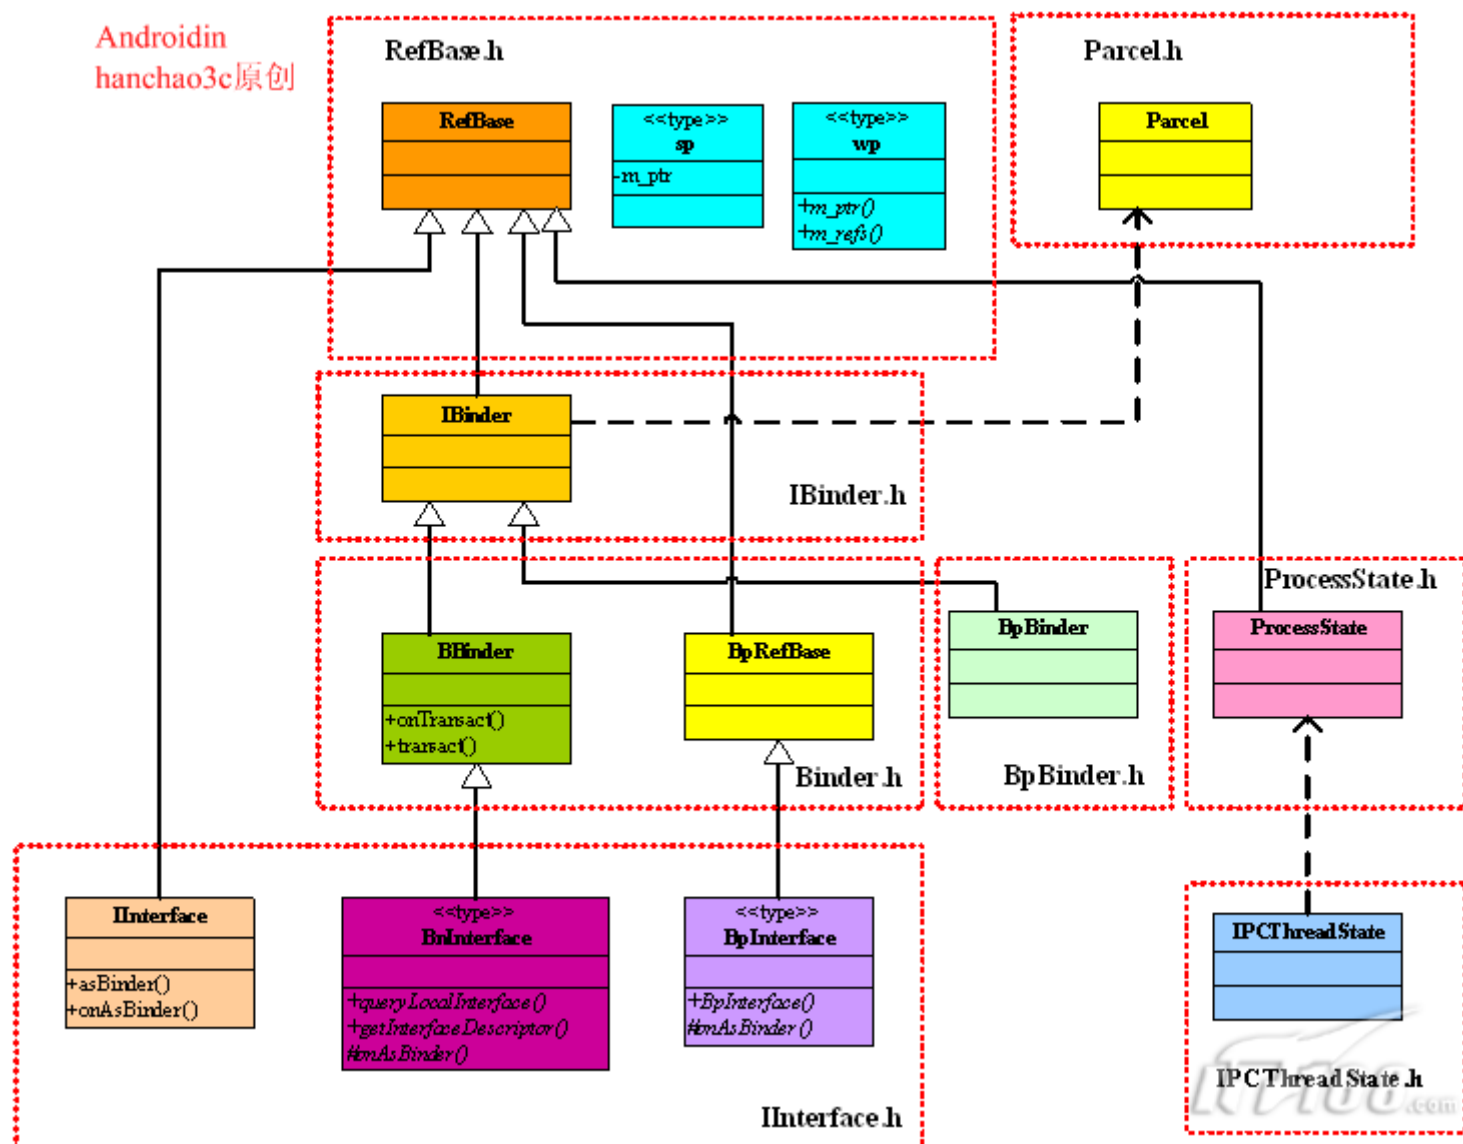 Androidin
hanchao3c原创
RefBase.h
Parcel.h
RefBase
<<type>>
sp
-m_ptr
<<type>>
wp
+m_ptr()
+m_refs()
Parcel
IBinder
IBinder.h
BBinder
+onTransact()
+transact()
BpRefBase
Binder.h
BpBinder
BpBinder.h
ProcessState.h
ProcessState
IInterface
+asBinder()
+onAsBinder()
<<type>>
BnInterface
+queryLocalInterface()
+getInterfaceDescriptor()
#onAsBinder()
<<type>>
BpInterface
+BpInterface()
#onAsBinder()
IInterface.h
IPCThreadState
IPCThreadState.h
.com